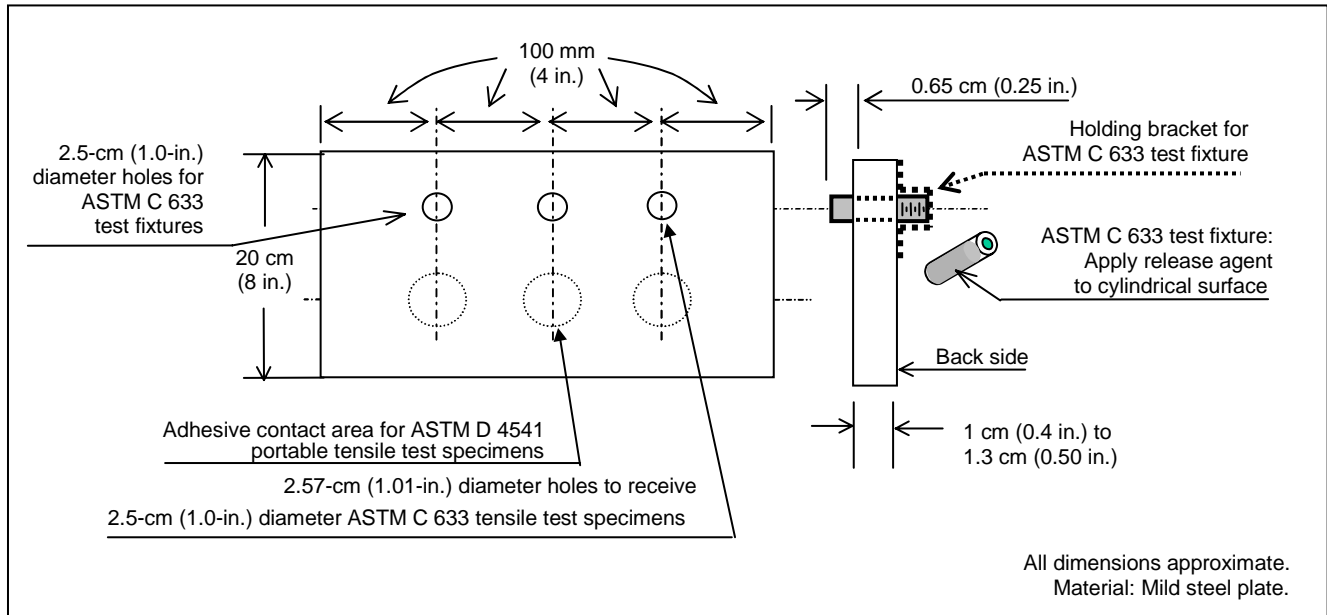 100 mm
(4 in.)
0.65 cm (0.25 in.)
Holding bracket for
ASTM C 633 test fixture
2.5-cm (1.0-in.)
diameter holes for
ASTM C 633
test fixtures
20 cm
(8 in.)
ASTM C 633 test fixture:
Apply release agent
to cylindrical surface
Back side
Adhesive contact area for ASTM D 4541
portable tensile test specimens
1 cm (0.4 in.) to
1.3 cm (0.50 in.)
2.57-cm (1.01-in.) diameter holes to receive
2.5-cm (1.0-in.) diameter ASTM C 633 tensile test specimens
All dimensions approximate.
Material: Mild steel plate.